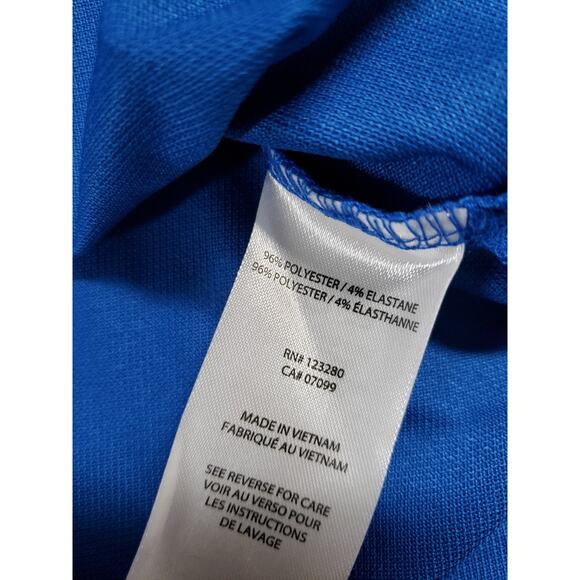 96% POLYESTER / 4% ELASTANE
96% POLYESTER / 4% ÉLASTHANNE
RN# 123280
CA# 07099
MADE IN VIETNAM
FABRIQUÉ AU VIETNAM
SEE REVERSE FOR CARE
VOIR AU VERSO POUR
LES INSTRUCTIONS
DE LAVAGE